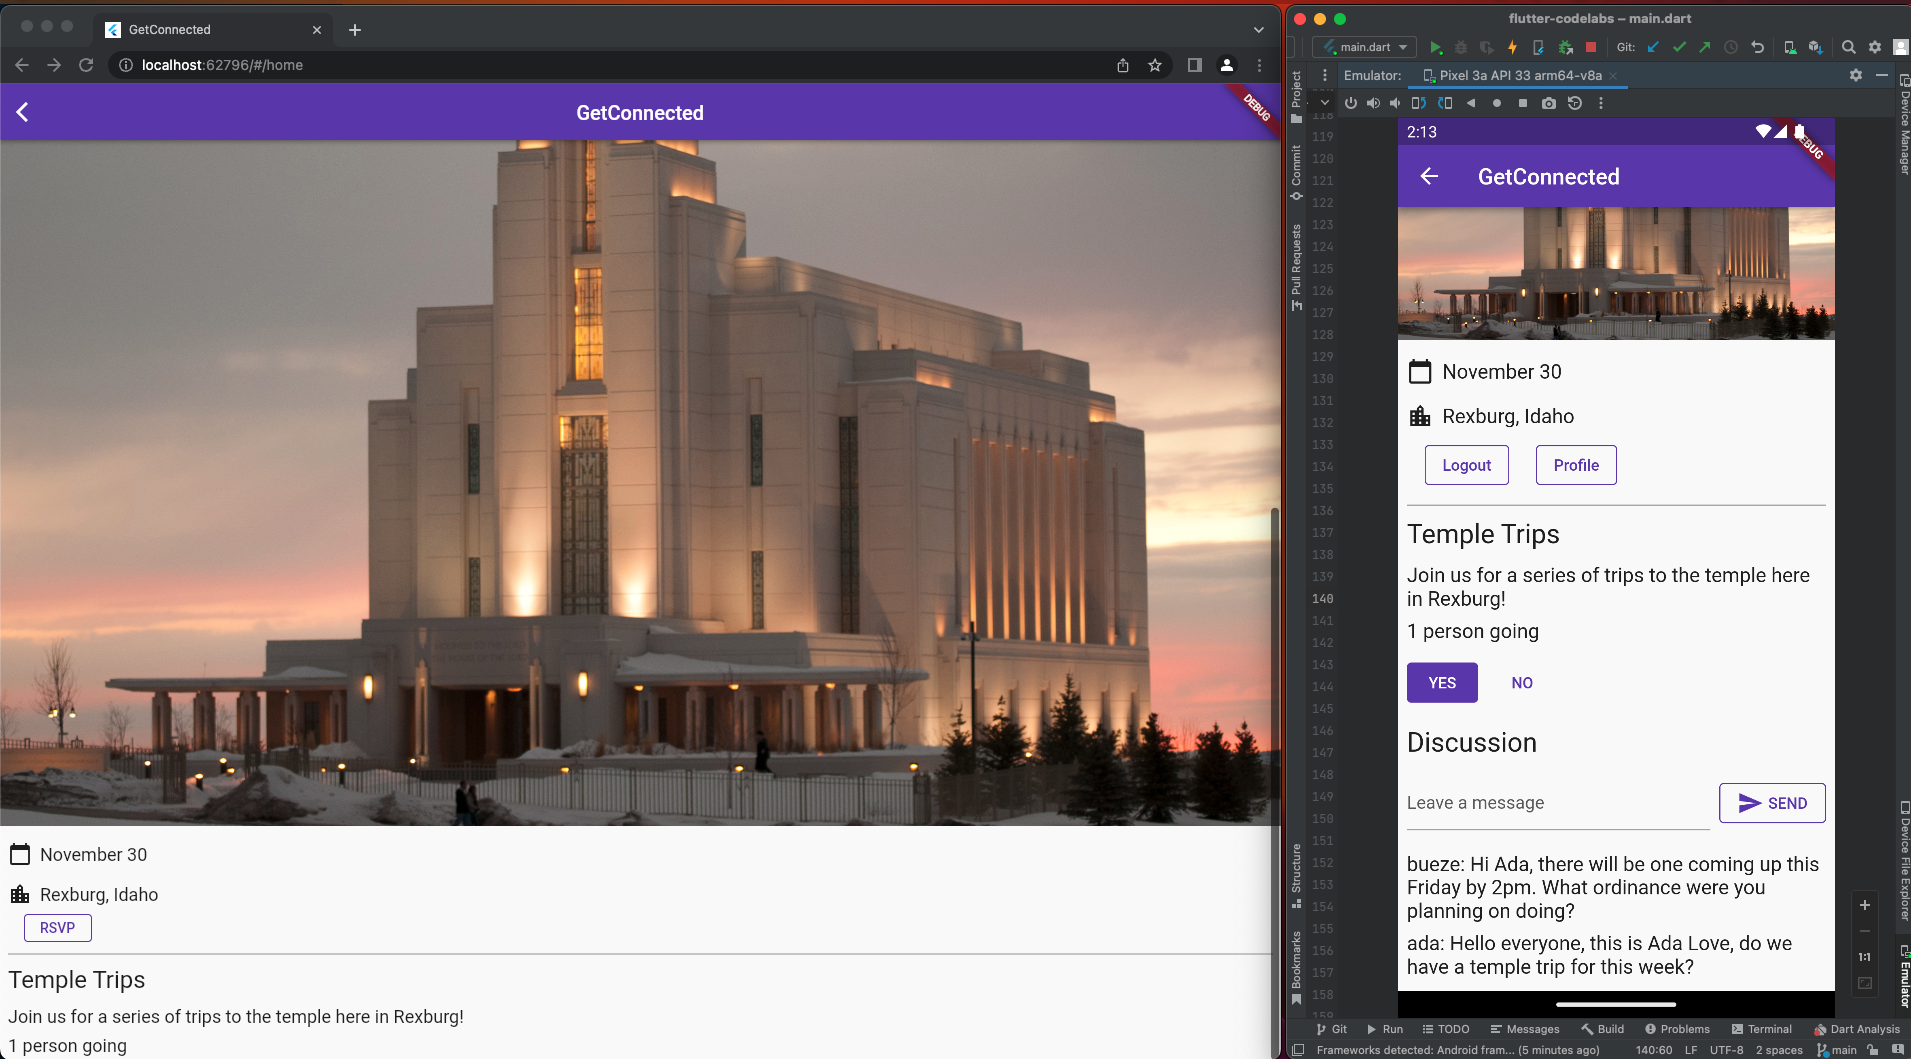 GetConnected
localhost:62796/#/home
GetConnected
DEBUG
November 30
Rexburg, Idaho
RSVP
Temple Trips
Join us for a series of trips to the temple here in Rexburg!
1 person going
flutter-codelabs – main.dart
main.dart
Git:
Emulator:
Pixel 3a API 33 arm64-v8a
Project
Commit
Pull Requests
Structure
Bookmarks
118
119
120
121
122
123
124
125
126
127
128
129
130
131
132
133
134
135
136
137
138
139
140
141
142
143
144
145
146
147
148
149
150
151
152
153
154
155
156
157
158
159
2:13
EBUG
GetConnected
November 30
Rexburg, Idaho
Logout
Profile
Temple Trips
Join us for a series of trips to the temple here
in Rexburg!
1 person going
YES
NO
Discussion
Leave a message
SEND
bueze: Hi Ada, there will be one coming up this
Friday by 2pm. What ordinance were you
planning on doing?
ada: Hello everyone, this is Ada Love, do we
have a temple trip for this week?
1:1
Device Manager
Device File Explorer
Emulator
Git
Run
TODO
Messages
Build
Problems
Terminal
Dart Analysis
Frameworks detected: Android fram... (5 minutes ago)
140:60
LF
UTF-8
2 spaces
main